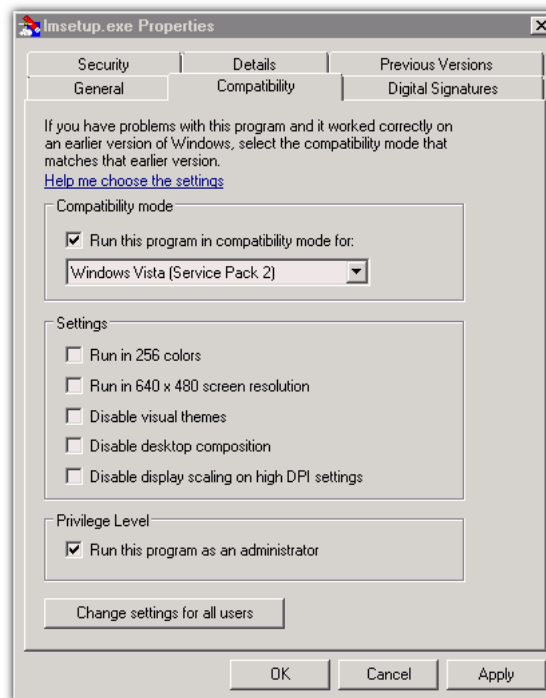 lmsetup.exe Properties
Security
Details
Previous Versions
General
Compatibility
Digital Signatures
If you have problems with this program and it worked correctly on
an earlier version of Windows, select the compatibility mode that
matches that earlier version.
Help me choose the settings
Compatibility mode
Run this program in compatibility mode for:
Windows Vista (Service Pack 2)
Settings
Run in 256 colors
Run in 640 x 480 screen resolution
Disable visual themes
Disable desktop composition
Disable display scaling on high DPI settings
Privilege Level
Run this program as an administrator
Change settings for all users
OK
Cancel
Apply